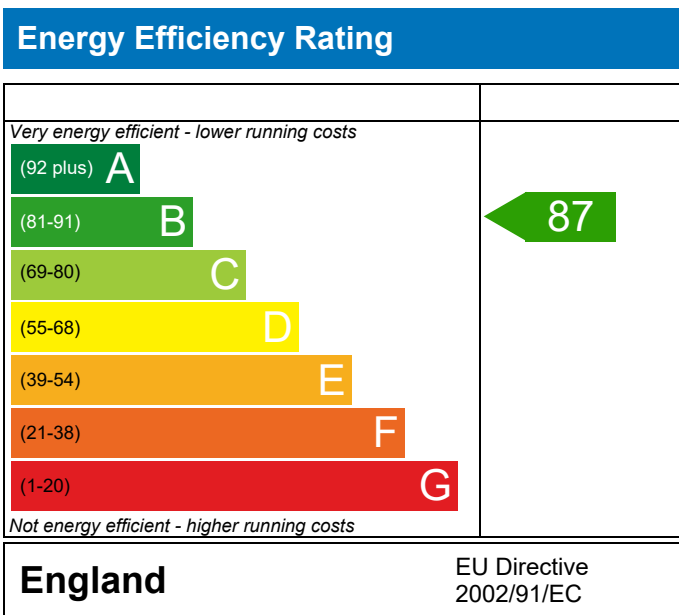 Energy Efficiency Rating
Very energy efficient - lower running costs
(92 plus) A
(81-91) B
87
(69-80) C
(55-68) D
(39-54) E
(21-38) F
(1-20) G
Not energy efficient - higher running costs
England
EU Directive
2002/91/EC